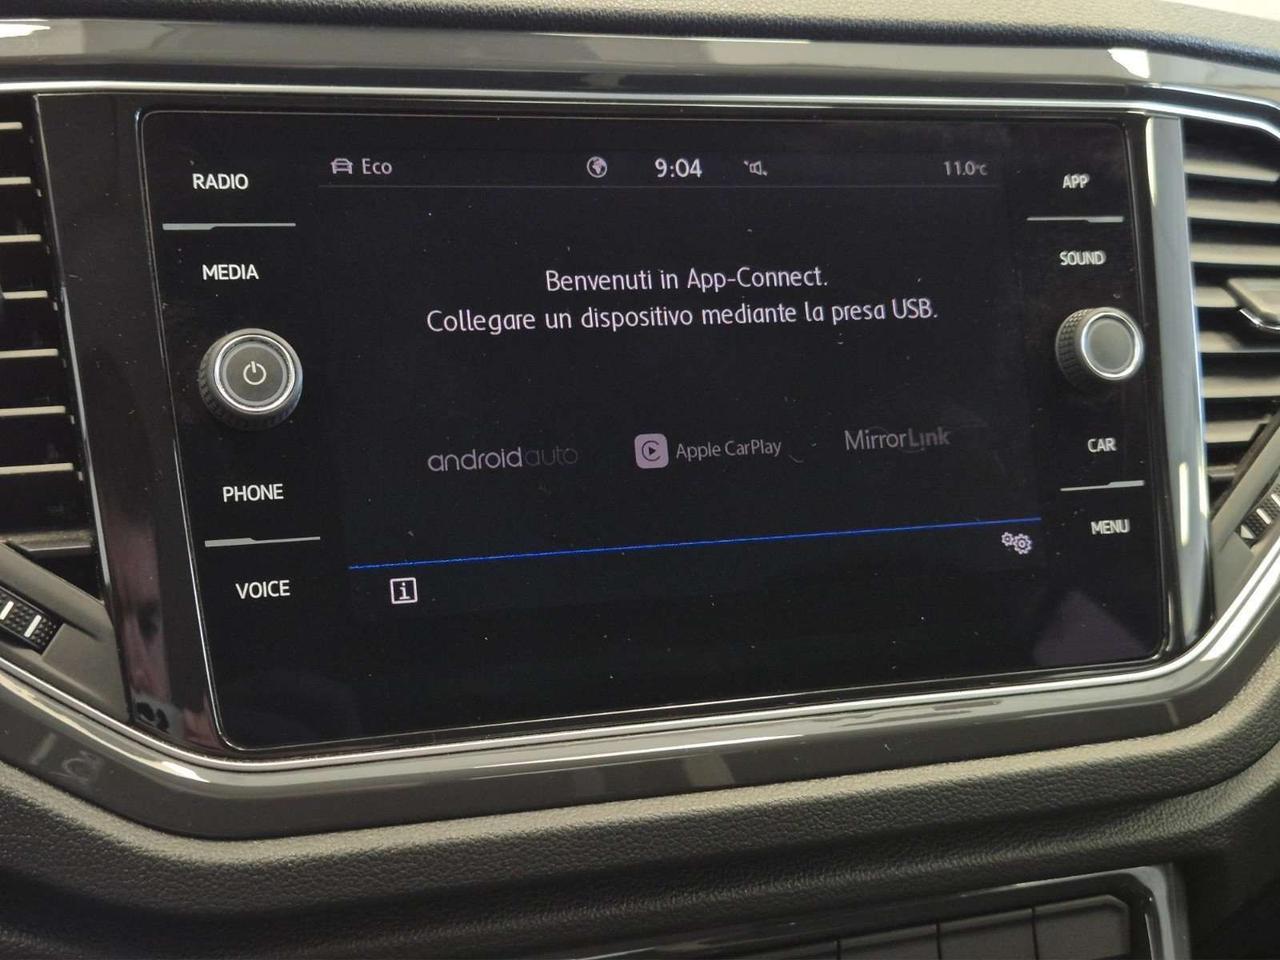 RADIO
MEDIA
PHONE
VOICE
Eco
9:04
11.0°C
Benvenuti in App-Connect.
Collegare un dispositivo mediante la presa USB.
androidauto
Apple CarPlay
MirrorLink
i
APP
SOUND
CAR
MENU